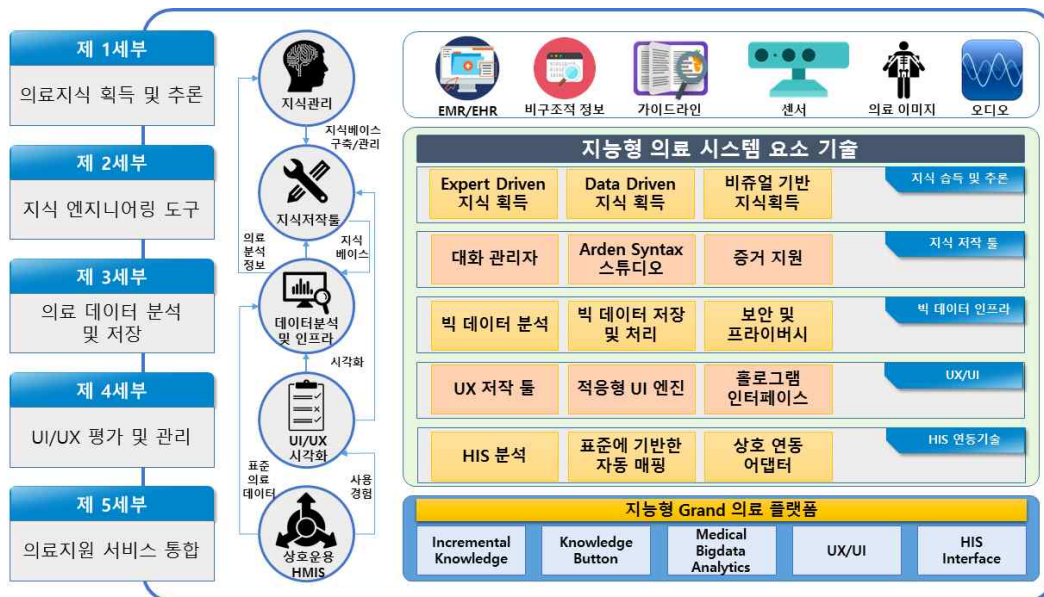 제 1세부
의료지식 획득 및 추론
제 2세부
지식 엔지니어링 도구
제 3세부
의료 데이터 분석
및 저장
제 4세부
UI/UX 평가 및 관리
제 5세부
의료지원 서비스 통합
지식관리
지식베이스
구축/관리
지식저작툴
의료
분석
정보
지식
베이스
데이터분석
및 인프라
시각화
UI/UX
시각화
표준
의료
데이터
사용
경험
상호운용
HMIS
EMR/EHR
비구조적 정보
가이드라인
센서
의료 이미지
오디오
지능형 의료 시스템 요소 기술
지식 습득 및 추론
Expert Driven
지식 획득
Data Driven
지식 획득
비쥬얼 기반
지식획득
지식 저작 툴
대화 관리자
Arden Syntax
스튜디오
증거 지원
빅 데이터 인프라
빅 데이터 분석
빅 데이터 저장
및 처리
보안 및
프라이버시
UX/UI
UX 저작 툴
적응형 UI 엔진
홀로그램
인터페이스
HIS 연동기술
HIS 분석
표준에 기반한
자동 매핑
상호 연동
어댑터
지능형 Grand 의료 플랫폼
Incremental
Knowledge
Knowledge
Button
Medical
Bigdata
Analytics
UX/UI
HIS
Interface